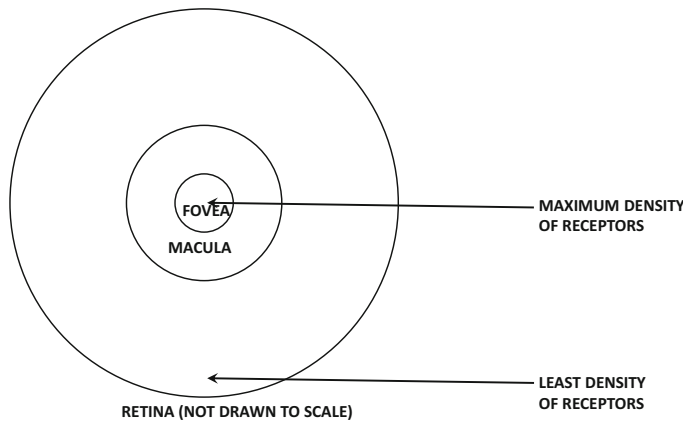 FOVEA
MACULA
MAXIMUM DENSITY
OF RECEPTORS
LEAST DENSITY
OF RECEPTORS
RETINA (NOT DRAWN TO SCALE)